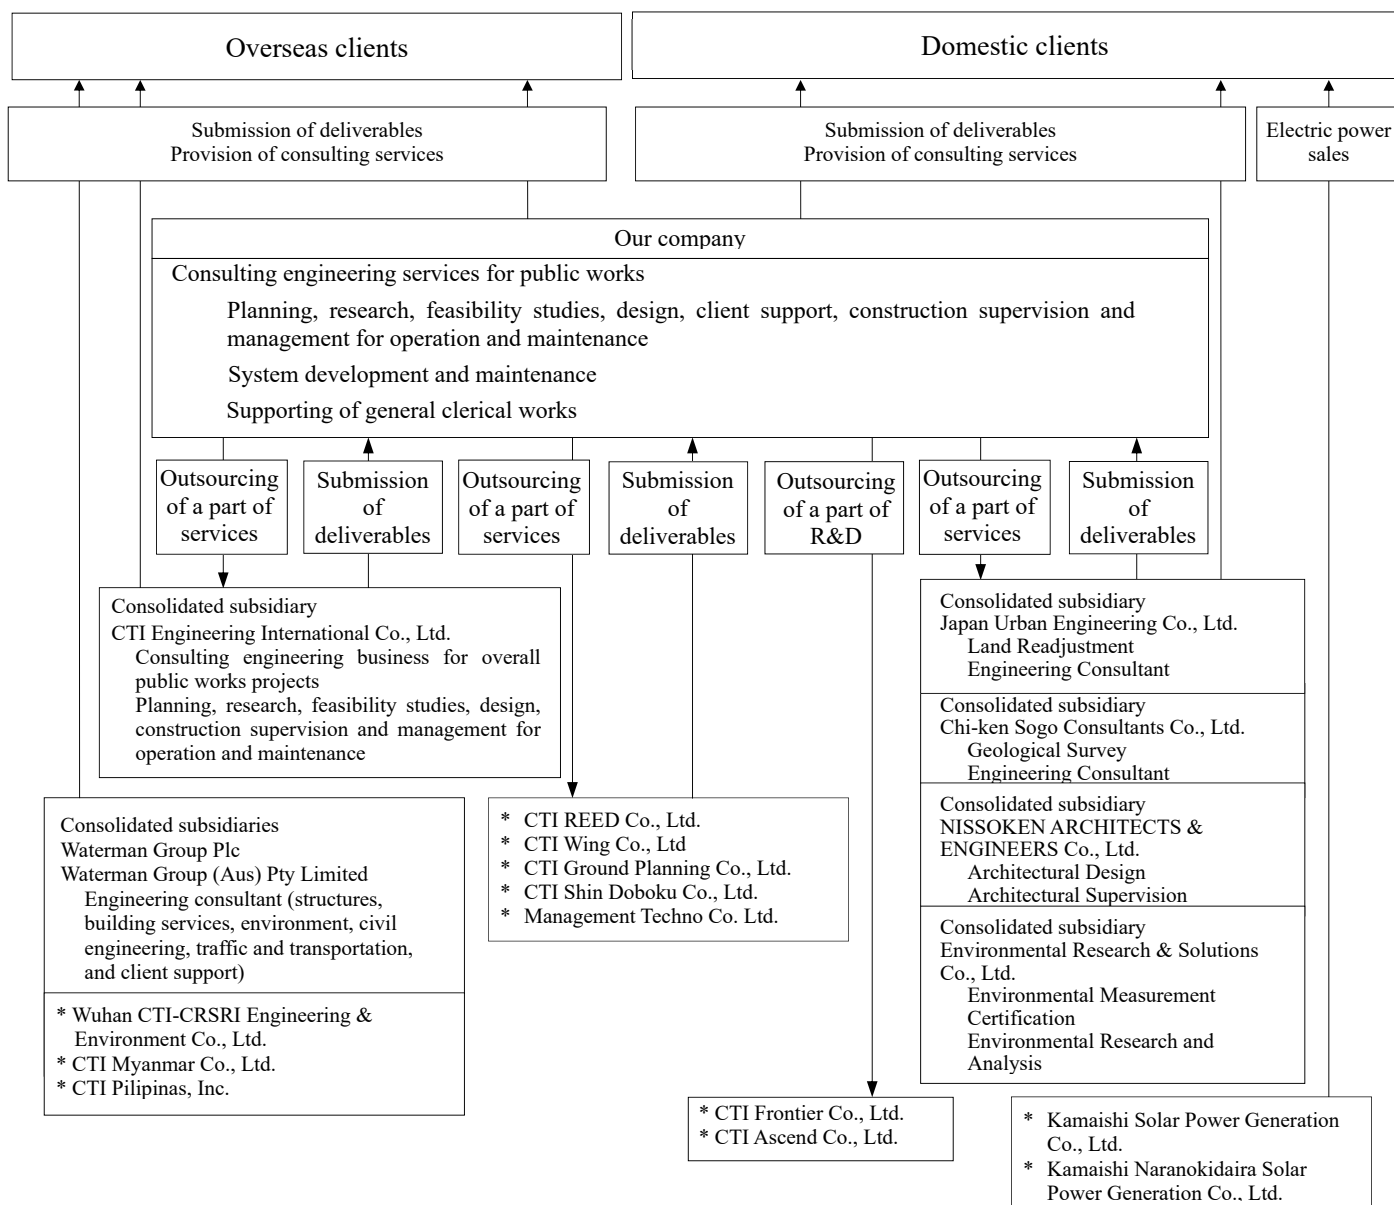 Overseas clients
Domestic clients
Submission of deliverables
Provision of consulting services
Submission of deliverables
Provision of consulting services
Electric power
sales
Our company
Consulting engineering services for public works
Planning, research, feasibility studies, design, client support, construction supervision and
management for operation and maintenance
System development and maintenance
Supporting of general clerical works
Outsourcing
of a part of
services
Submission
of
deliverables
Outsourcing
of a part of
services
Submission
of
deliverables
Outsourcing
of a part of
R&D
Outsourcing
of a part of
services
Submission
of
deliverables
Consolidated subsidiary
CTI Engineering International Co., Ltd.
Consulting engineering business for overall
public works projects
Planning, research, feasibility studies, design,
construction supervision and management for
operation and maintenance
Consolidated subsidiary
Japan Urban Engineering Co., Ltd.
Land Readjustment
Engineering Consultant
Consolidated subsidiary
Chi-ken Sogo Consultants Co., Ltd.
Geological Survey
Engineering Consultant
Consolidated subsidiary
NISSOKEN ARCHITECTS &
ENGINEERS Co., Ltd.
Architectural Design
Architectural Supervision
Consolidated subsidiary
Environmental Research & Solutions
Co., Ltd.
Environmental Measurement
Certification
Environmental Research and
Analysis
Consolidated subsidiaries
Waterman Group Plc
Waterman Group (Aus) Pty Limited
Engineering consultant (structures,
building services, environment, civil
engineering, traffic and transportation,
and client support)
* Wuhan CTI-CRSRI Engineering &
Environment Co., Ltd.
* CTI Myanmar Co., Ltd.
* CTI Pilipinas, Inc.
* CTI REED Co., Ltd.
* CTI Wing Co., Ltd
* CTI Ground Planning Co., Ltd.
* CTI Shin Doboku Co., Ltd.
* Management Techno Co. Ltd.
* CTI Frontier Co., Ltd.
* CTI Ascend Co., Ltd.
* Kamaishi Solar Power Generation
Co., Ltd.
* Kamaishi Naranokidaira Solar
Power Generation Co., Ltd.